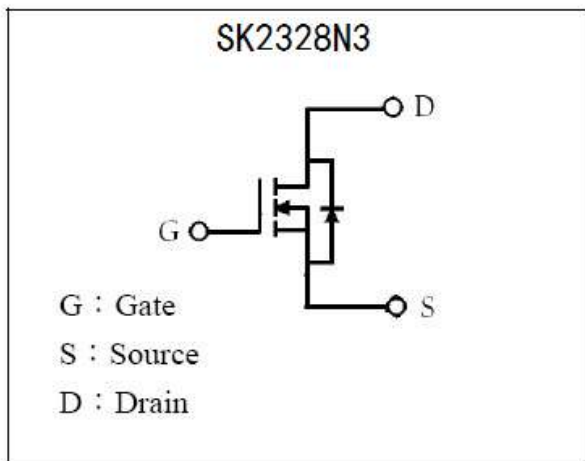 SK2328N3
D
G
S
G：Gate
S：Source
D：Drain